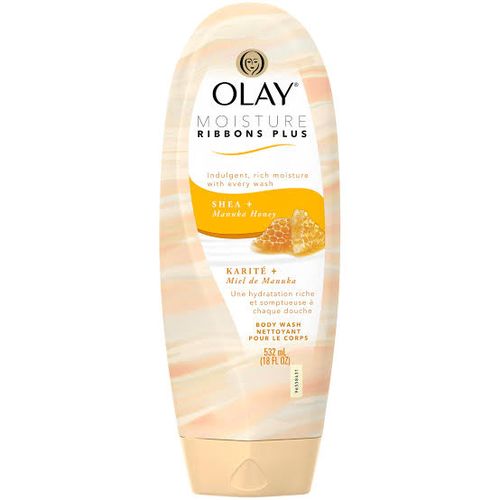 OLAY®
MOISTURE
RIBBONS PLUS
Indulgent, rich moisture
with every wash
SHEA +
Manuka Honey
KARITÉ +
Miel de Manuka
Une hydratation riche
et somptueuse à
chaque douche
BODY WASH
NETTOYANT
POUR LE CORPS
532 mL
(18 FL OZ)